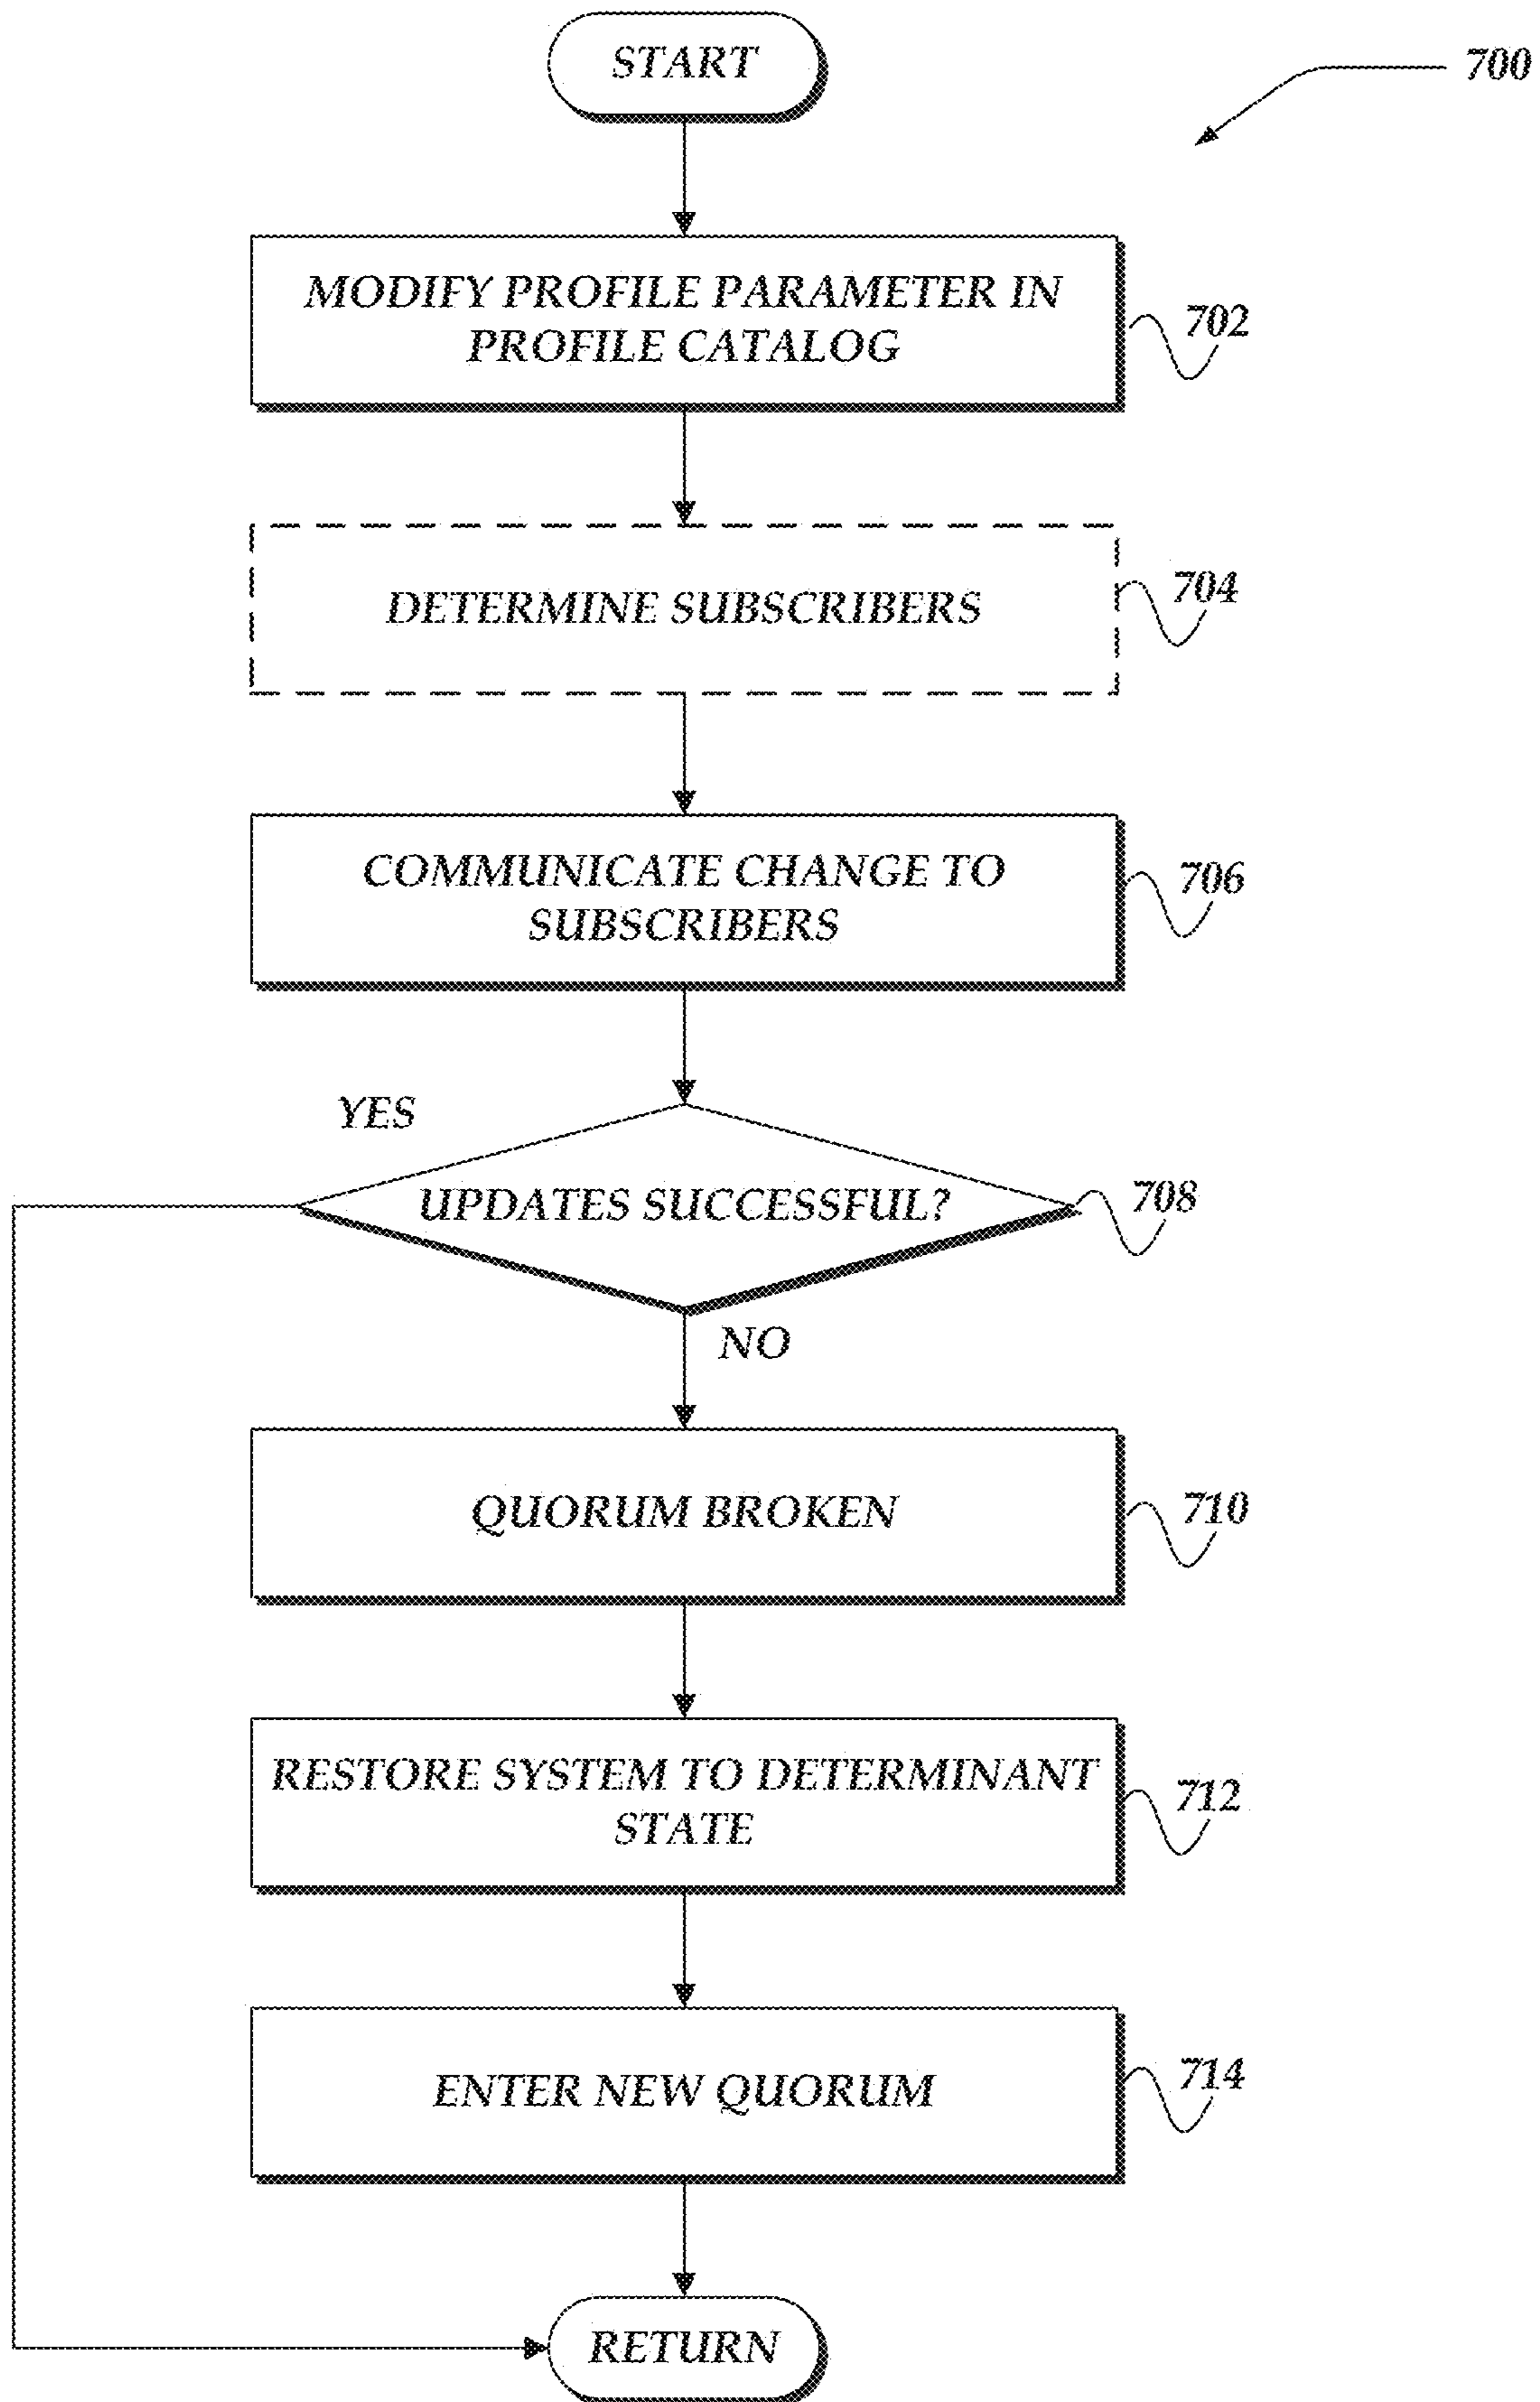 START
700
MODIFY PROFILE PARAMETER IN
PROFILE CATALOG
702
DETERMINE SUBSCRIBERS
704
COMMUNICATE CHANGE TO
SUBSCRIBERS
706
YES
UPDATES SUCCESSFUL?
708
NO
QUORUM BROKEN
710
RESTORE SYSTEM TO DETERMINANT
STATE
712
ENTER NEW QUORUM
714
RETURN